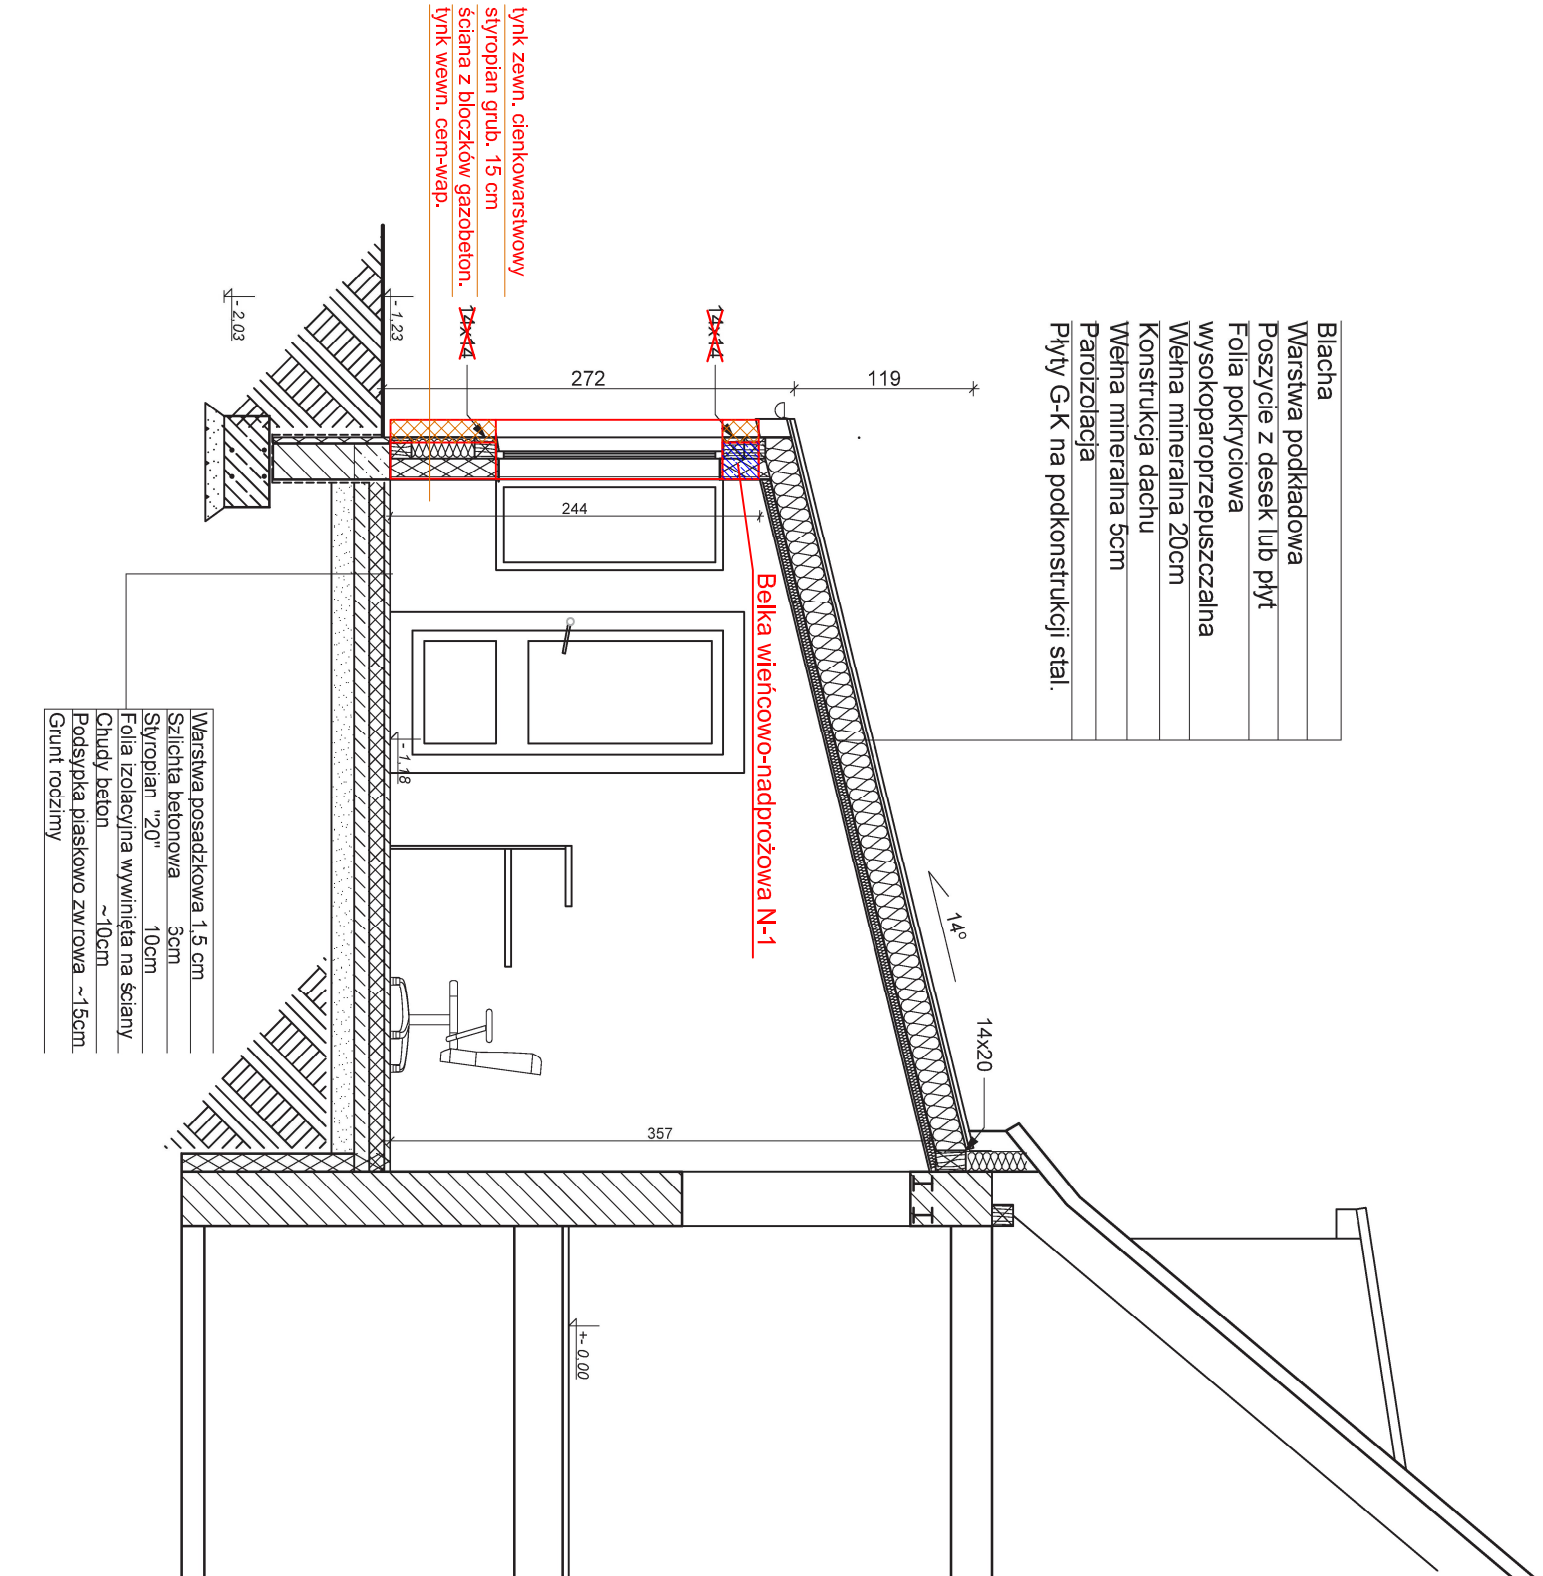 tynk zewn. cienkowarstwowy
styropian grub. 15 cm
ściana z bloczków gazobeton.
tynk wewn. cem-wap.
Blacha
Warstwa podkładowa
Poszycie z desek lub płyt
Folia pokryciowa
wysokoparoprzepuszczalna
Wełna mineralna 20cm
Konstrukcja dachu
Wełna mineralna 5cm
Paroizolacja
Płyty G-K na podkonstrukcji stal.
14x14
14x14
272
119
- 2,03
- 1,23
244
Belka wieńcowo-nadprożowa N-1
- 1,18
14°
14x20
357
+- 0,00
Warstwa posadzkowa 1,5 cm
Szlichta betonowa 3cm
Styropian "20" 10cm
Folia izolacyjna wywinięta na ściany
Chudy beton ~10cm
Podsypka piaskowo żwirowa ~15cm
Grunt rodzimy